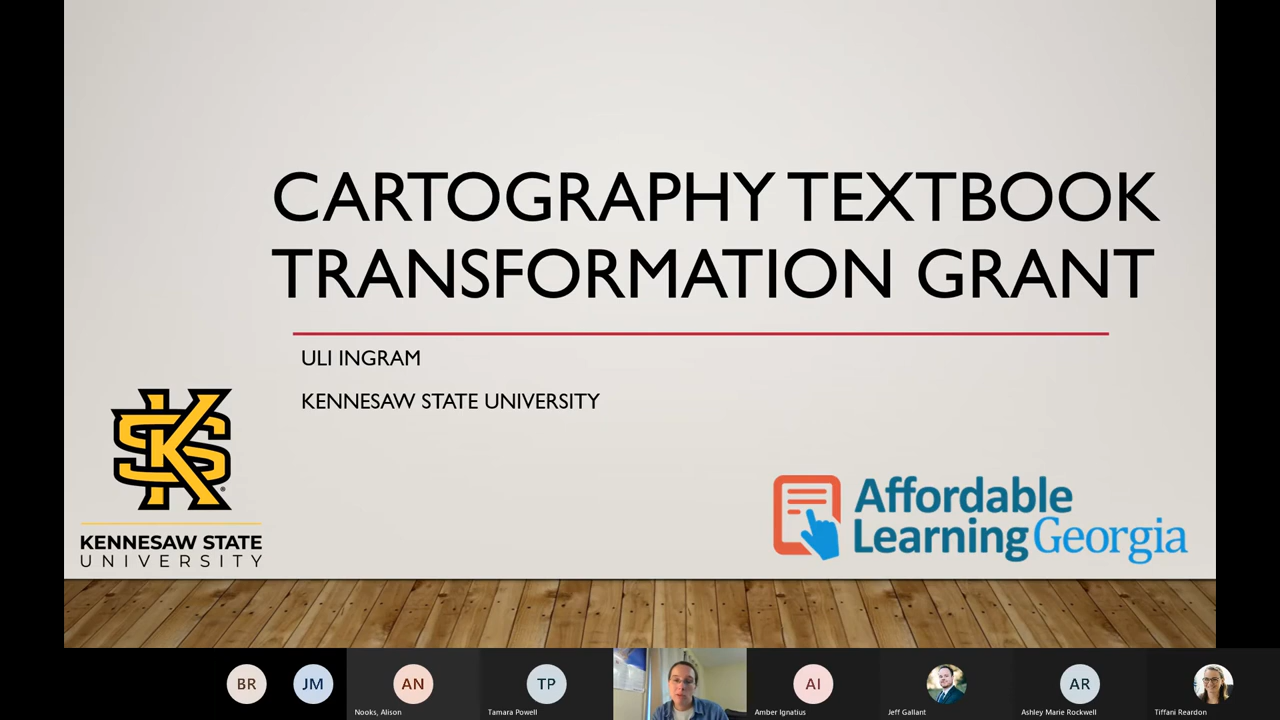 CARTOGRAPHY TEXTBOOK
TRANSFORMATION GRANT
ULI INGRAM
KENNESAW STATE UNIVERSITY
KS
KENNESAW STATE
UNIVERSITY
Affordable
Learning Georgia
BR
JM
AN
Nooks, Alison
TP
Tamara Powell
AI
Amber Ignatius
Jeff Gallant
AR
Ashley Marie Rockwell
Tiffani Reardon